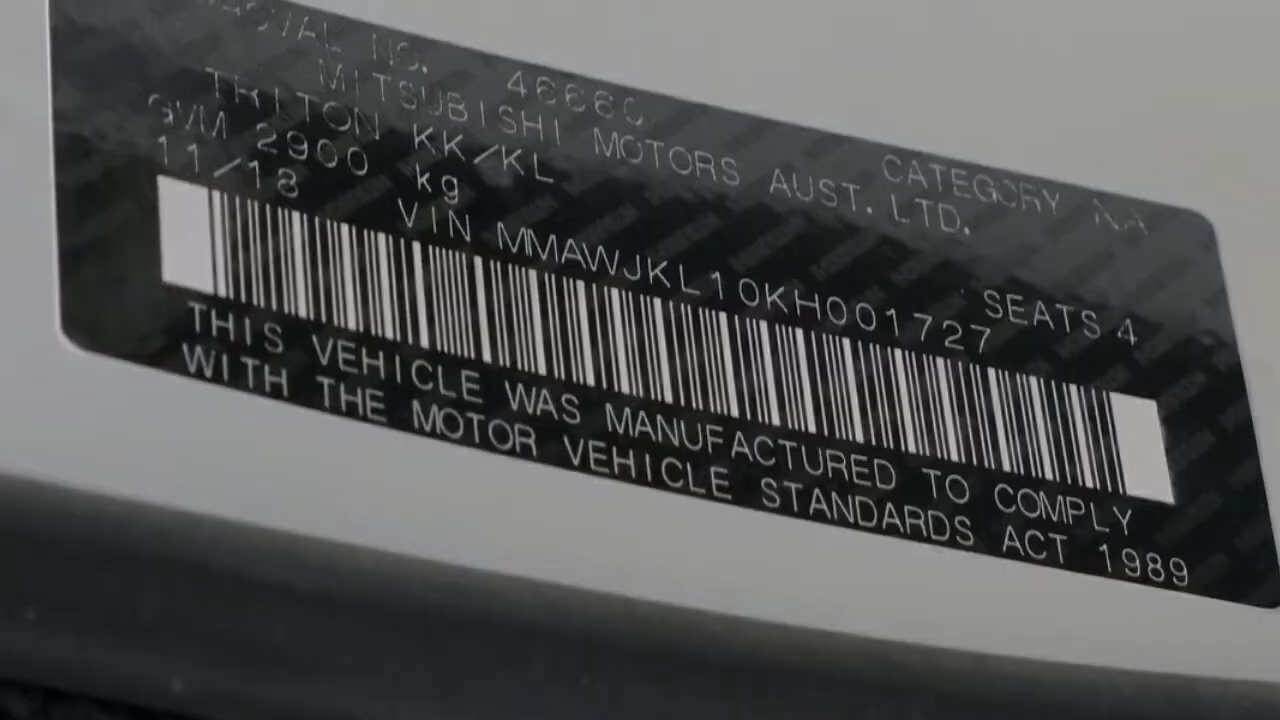 NO. 46660 CATEGORY NA
MITSUBISHI MOTORS AUST. LTD.
TRITON KK/KL
GVM 2900 kg SEATS 4
11/18 VIN MMAWJKL10KH001727
THIS VEHICLE WAS MANUFACTURED TO COMPLY
WITH THE MOTOR VEHICLE STANDARDS ACT 1989